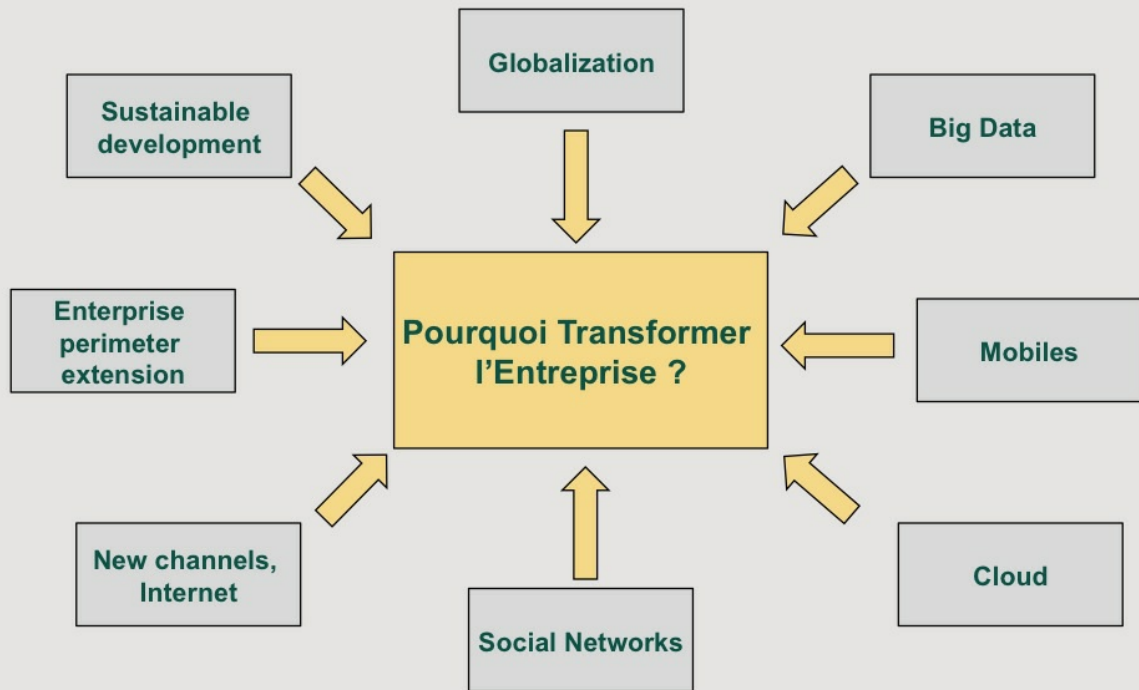 Globalization
Sustainable
development
Big Data
Enterprise
perimeter
extension
Pourquoi Transformer
l’Entreprise ?
Mobiles
New channels,
Internet
Cloud
Social Networks